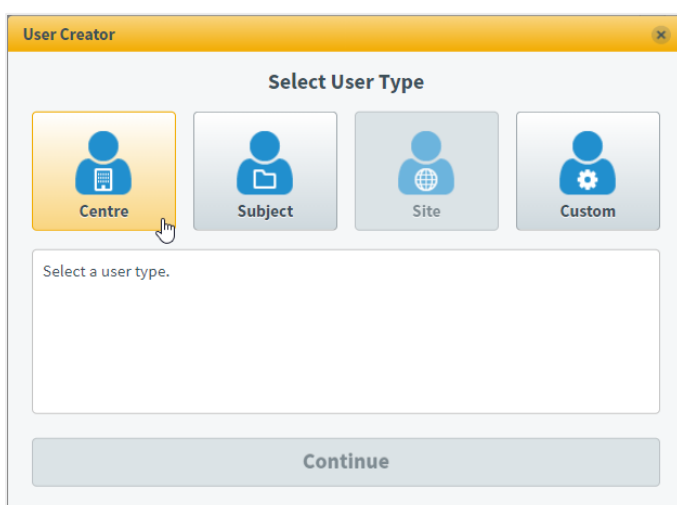 User Creator
Select User Type
Centre Subject Site Custom
Select a user type.
Continue